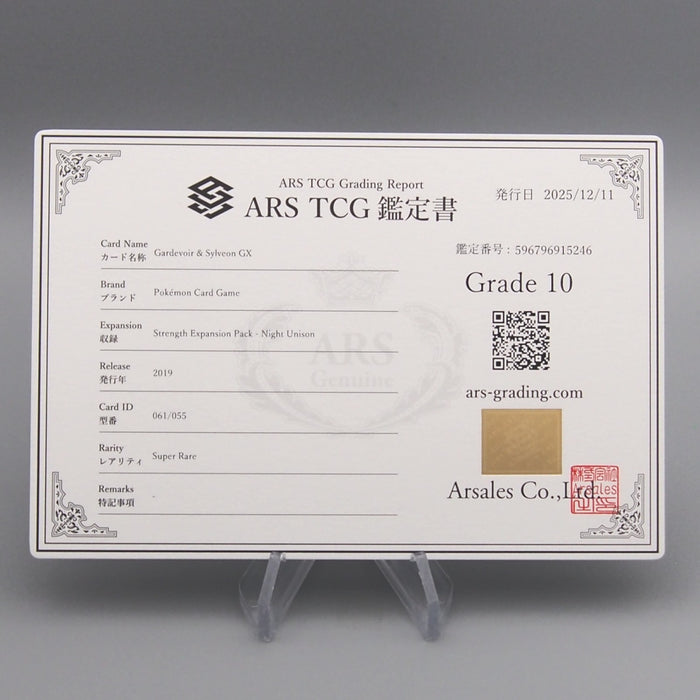 ARS TCG Grading Report
ARS TCG 鑑定書
発行日 2025/12/11
Card Name
カード名称 Gardevoir & Sylveon GX
Brand
ブランド Pokémon Card Game
Expansion
収録 Strength Expansion Pack - Night Unison
Release
発行年 2019
Card ID
型番 061/055
Rarity
レアリティ Super Rare
Remarks
特記事項 -
鑑定番号：596796915246
Grade 10
ars-grading.com
Arsales Co.,Ltd.
Arsales
ARS
Genuine